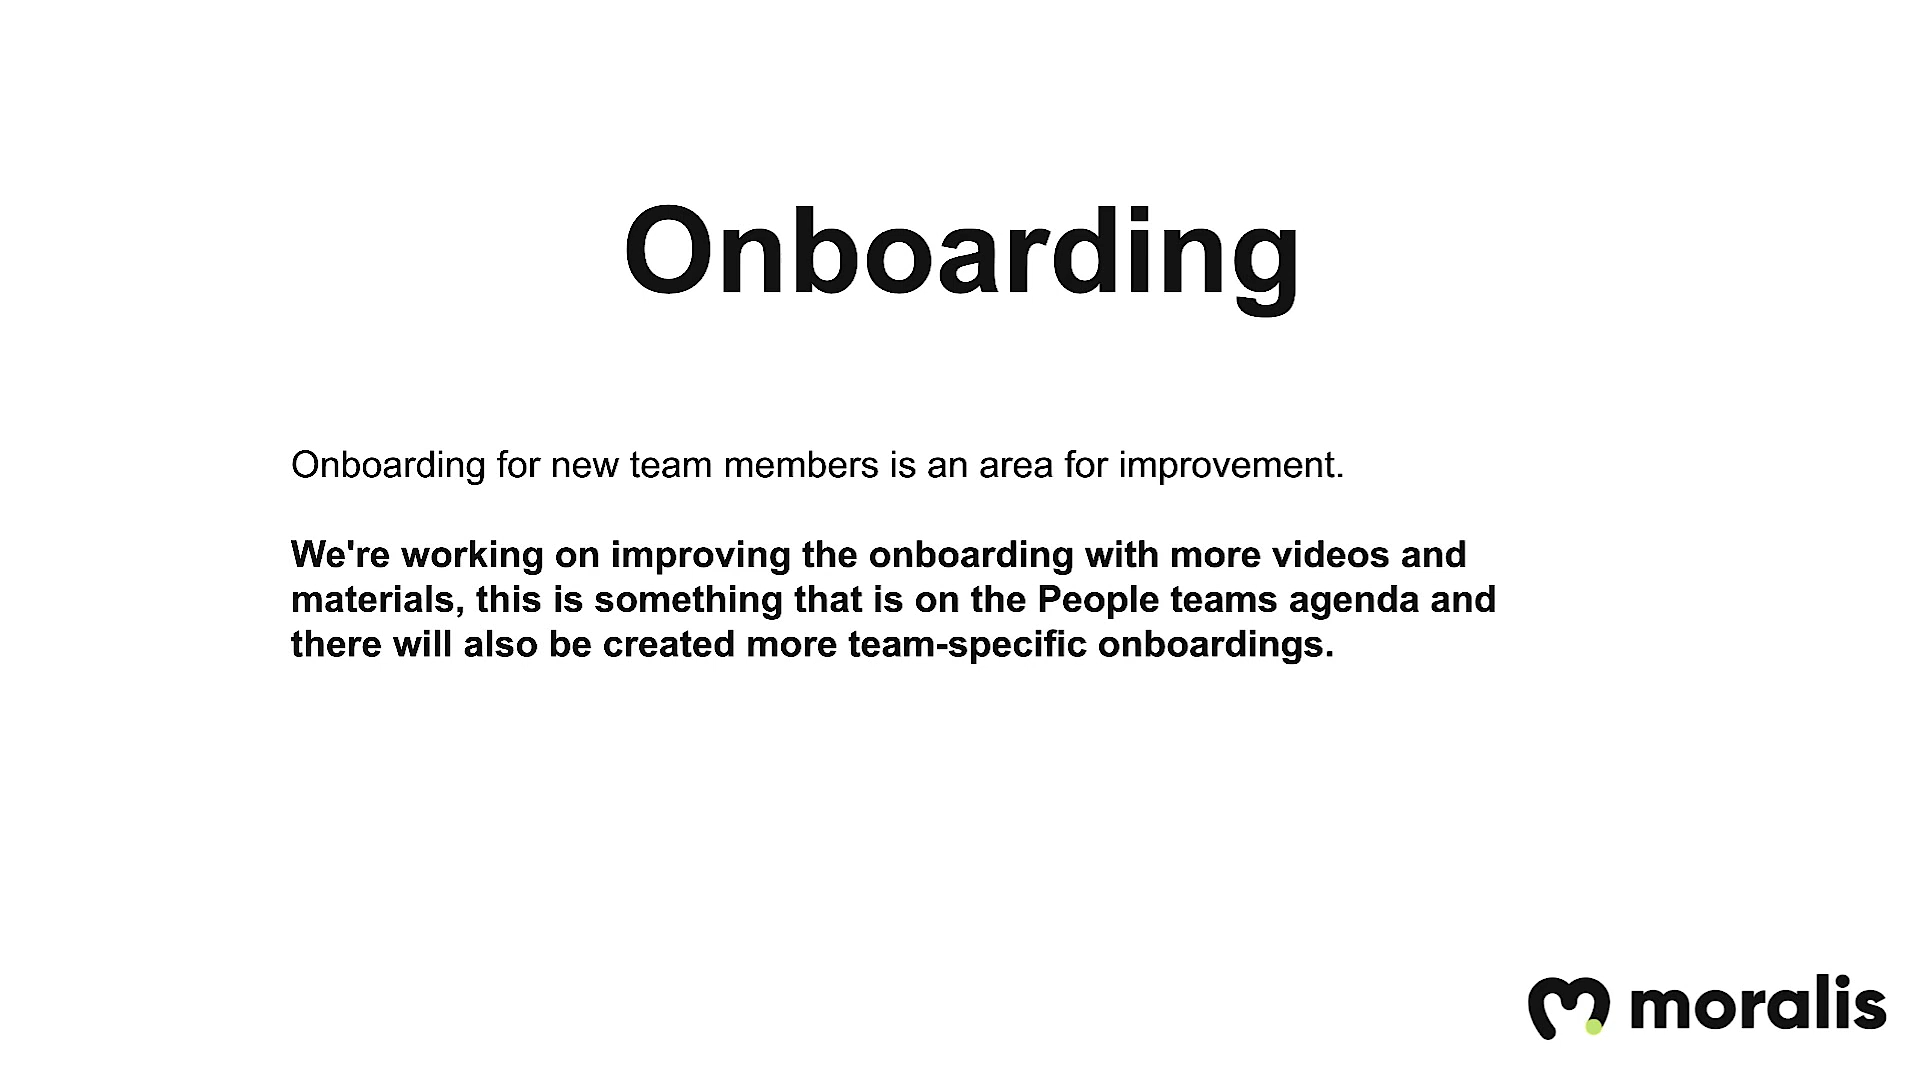 Onboarding
Onboarding for new team members is an area for improvement.
We're working on improving the onboarding with more videos and
materials, this is something that is on the People teams agenda and
there will also be created more team-specific onboardings.
moralis